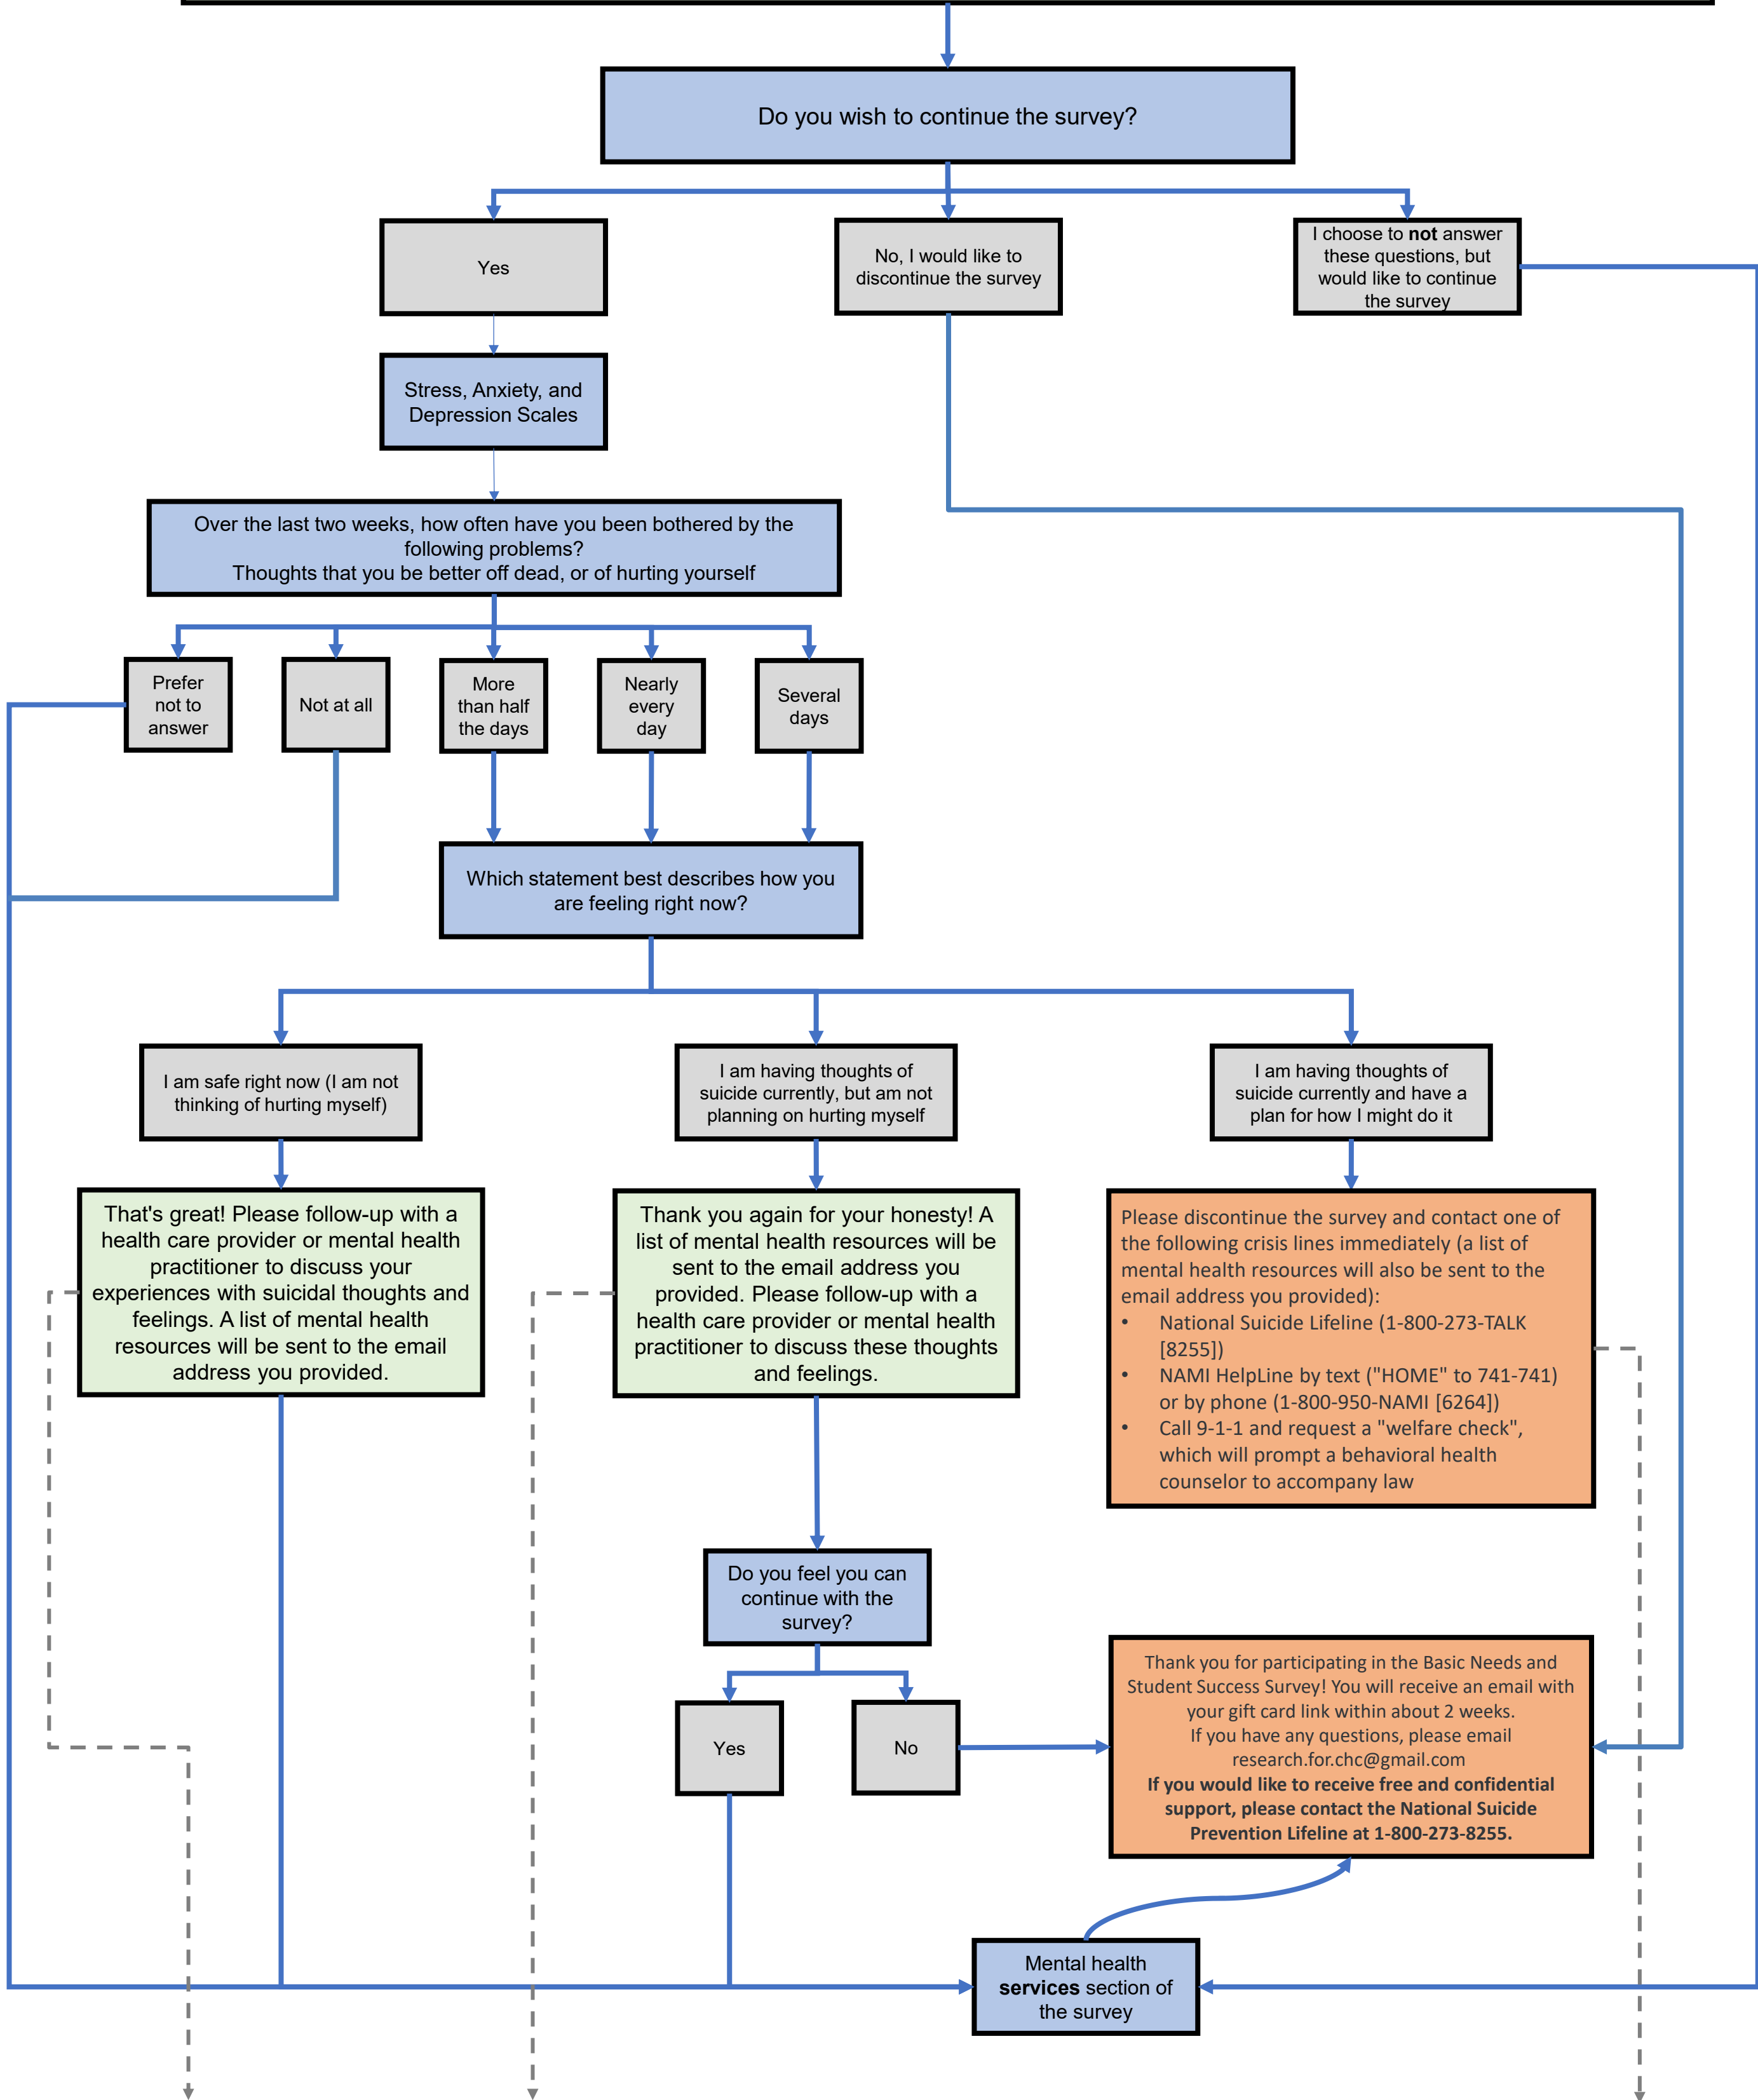 Do you wish to continue the survey?
Yes
No, I would like to
discontinue the survey
I choose to not answer
these questions, but
would like to continue
the survey
Stress, Anxiety, and
Depression Scales
Over the last two weeks, how often have you been bothered by the
following problems?
Thoughts that you be better off dead, or of hurting yourself
Prefer
not to
answer
Not at all
More
than half
the days
Nearly
every
day
Several
days
Which statement best describes how you
are feeling right now?
I am safe right now (I am not
thinking of hurting myself)
I am having thoughts of
suicide currently, but am not
planning on hurting myself
I am having thoughts of
suicide currently and have a
plan for how I might do it
That's great! Please follow-up with a
health care provider or mental health
practitioner to discuss your
experiences with suicidal thoughts and
feelings. A list of mental health
resources will be sent to the email
address you provided.
Thank you again for your honesty! A
list of mental health resources will be
sent to the email address you
provided. Please follow-up with a
health care provider or mental health
practitioner to discuss these thoughts
and feelings.
Please discontinue the survey and contact one of
the following crisis lines immediately (a list of
mental health resources will also be sent to the
email address you provided):
• National Suicide Lifeline (1-800-273-TALK
[8255])
• NAMI HelpLine by text ("HOME" to 741-741)
or by phone (1-800-950-NAMI [6264])
• Call 9-1-1 and request a "welfare check",
which will prompt a behavioral health
counselor to accompany law
Do you feel you can
continue with the
survey?
Yes
No
Thank you for participating in the Basic Needs and
Student Success Survey! You will receive an email with
your gift card link within about 2 weeks.
If you have any questions, please email
research.for.chc@gmail.com
If you would like to receive free and confidential
support, please contact the National Suicide
Prevention Lifeline at 1-800-273-8255.
Mental health
services section of
the survey